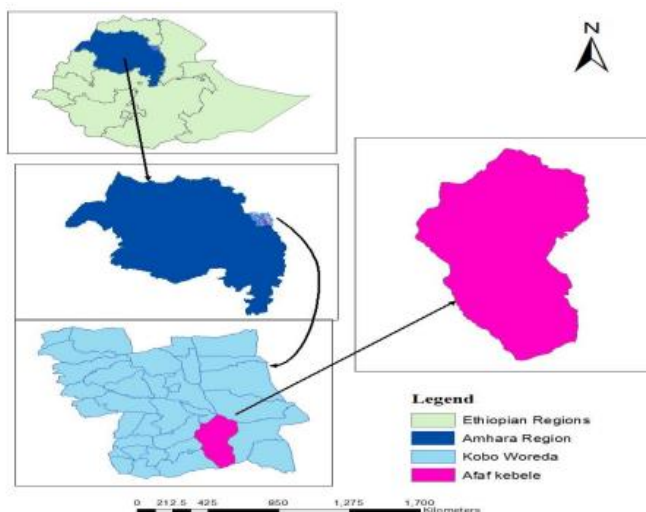 N
Legend
Ethiopian Regions
Amhara Region
Kobo Woreda
Afaf kebele
0 212.5 425 850 1,275 1,700
Kilometers